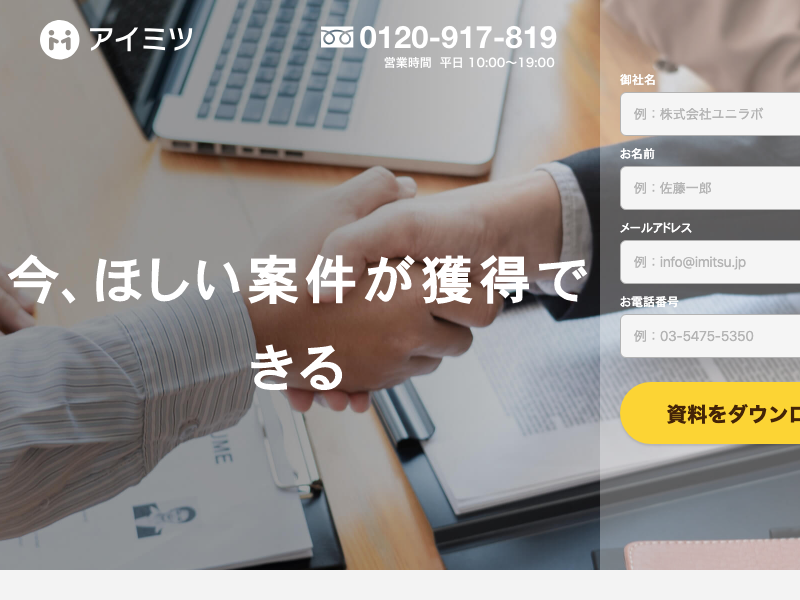 アイミツ
0120-917-819
営業時間 平日 10:00〜19:00
今、ほしい案件が獲得で
きる
御社名
例：株式会社ユニラボ
お名前
例：佐藤一郎
メールアドレス
例：info@imitsu.jp
お電話番号
例：03-5475-5350
資料をダウンロ
UME